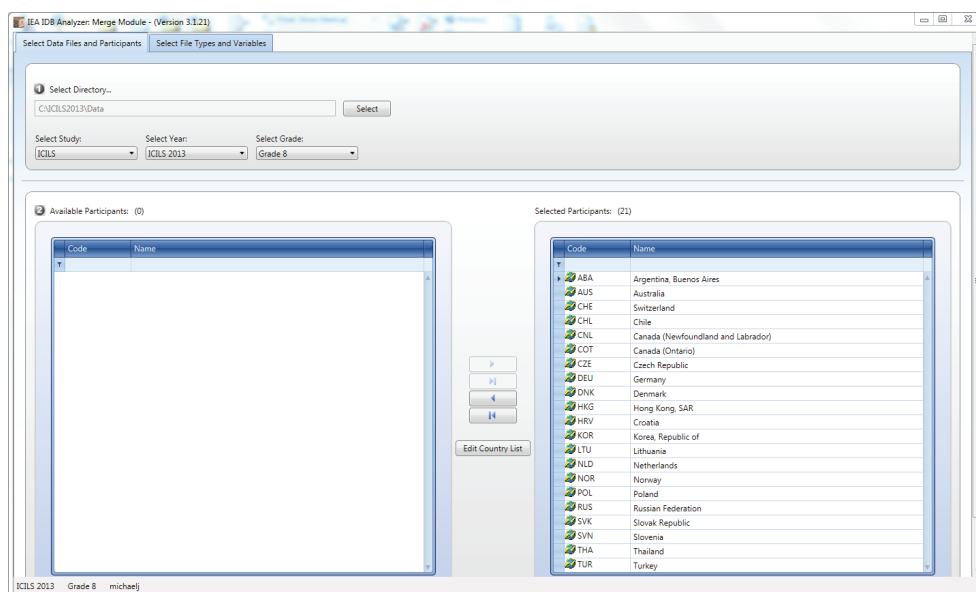 IEA IDB Analyzer: Merge Module - (Version 3.1.21)
Select Data Files and Participants Select File Types and Variables
1 Select Directory...
C:\ICILS2013\Data Select
Select Study: Select Year: Select Grade:
ICILS ICILS 2013 Grade 8
2 Available Participants: (0) Selected Participants: (21)
Code Name Code Name
ABA Argentina, Buenos Aires
AUS Australia
CHE Switzerland
CHL Chile
CNL Canada (Newfoundland and Labrador)
COT Canada (Ontario)
CZE Czech Republic
DEU Germany
DNK Denmark
HKG Hong Kong, SAR
HRV Croatia
KOR Korea, Republic of
Edit Country List
LTU Lithuania
NLD Netherlands
NOR Norway
POL Poland
RUS Russian Federation
SVK Slovak Republic
SVN Slovenia
THA Thailand
TUR Turkey
ICILS 2013 Grade 8 michaelj